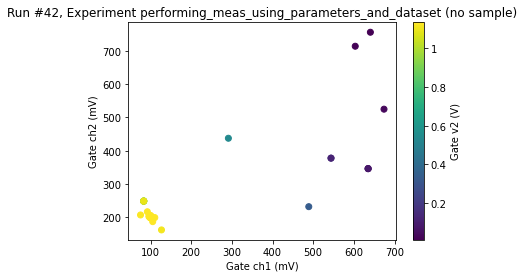 Run #42, Experiment performing_meas_using_parameters_and_dataset (no sample)
700
600
500
400
300
200
Gate ch2 (mV)
100 200 300 400 500 600 700
Gate ch1 (mV)
1
0.8
0.6
0.4
0.2
Gate v2 (V)